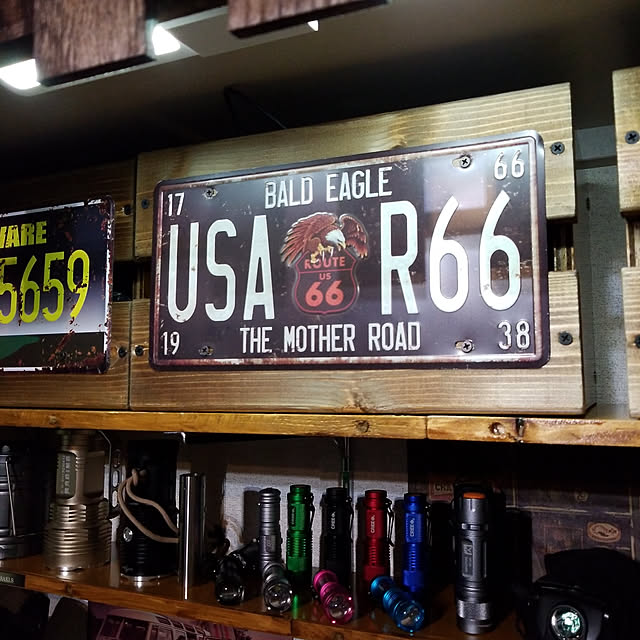 17 BALD EAGLE 66
USA R66
ROUTE
US
66
19 THE MOTHER ROAD 38
WARE
5659
CREE
CREE